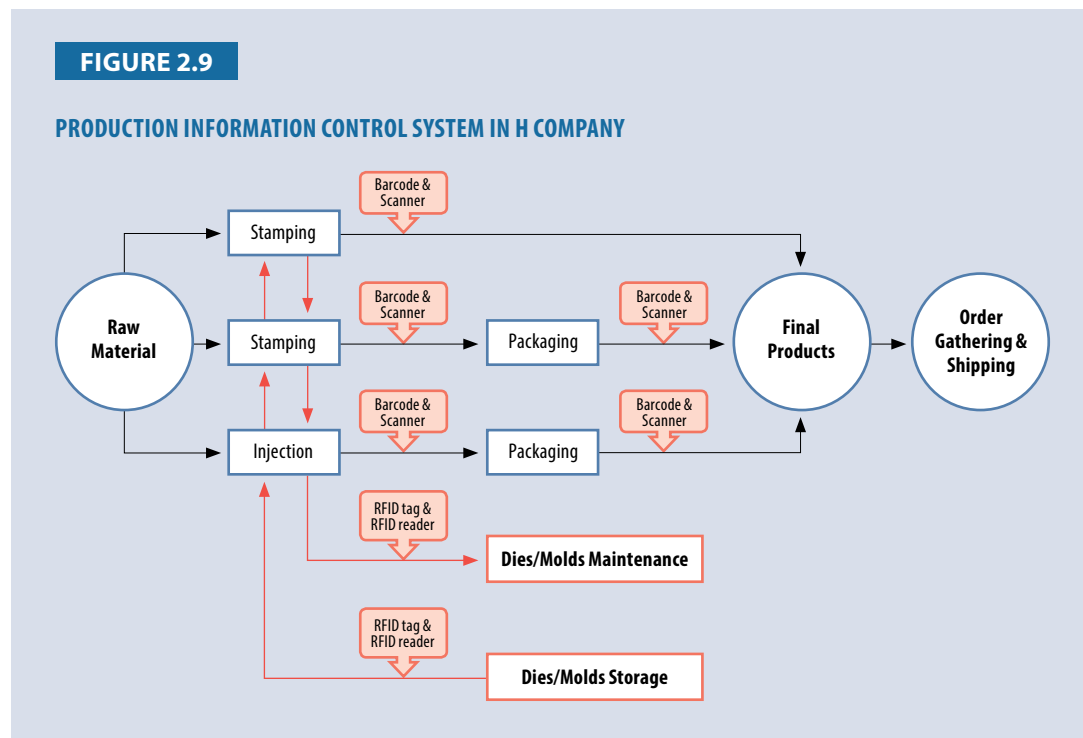 FIGURE 2.9
PRODUCTION INFORMATION CONTROL SYSTEM IN H COMPANY
Barcode &
Scanner
Stamping
Raw
Material
Barcode &
Scanner
Stamping
Packaging
Barcode &
Scanner
Final
Products
Order
Gathering &
Shipping
Barcode &
Scanner
Injection
Packaging
Barcode &
Scanner
RFID tag &
RFID reader
Dies/Molds Maintenance
RFID tag &
RFID reader
Dies/Molds Storage